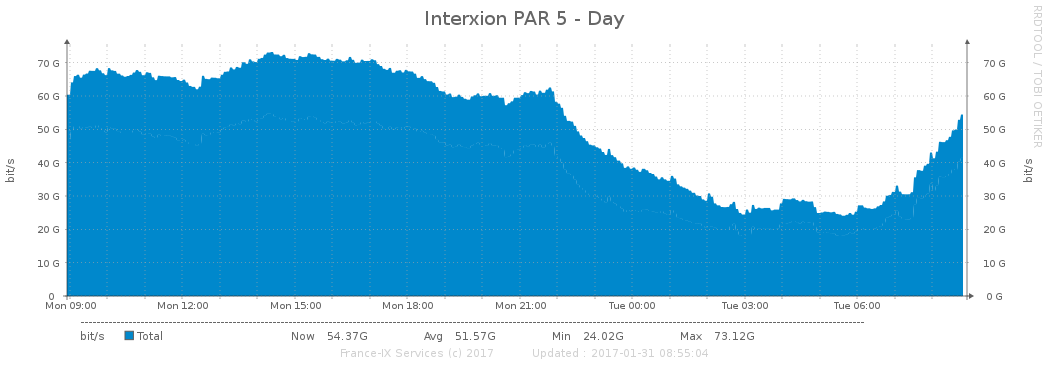 Interxion PAR 5 - Day
RRDTOOL / TOBI OETIKER
bit/s
70 G
60 G
50 G
40 G
30 G
20 G
10 G
0
70 G
60 G
50 G
40 G
30 G
20 G
10 G
0 G
bit/s
Mon 09:00 Mon 12:00 Mon 15:00 Mon 18:00 Mon 21:00 Tue 00:00 Tue 03:00 Tue 06:00
bit/s Total Now 54.37G Avg 51.57G Min 24.02G Max 73.12G
France-IX Services (c) 2017 Updated : 2017-01-31 08:55:04